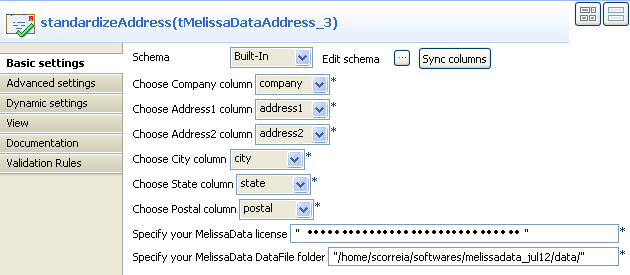 standardizeAddress(tMelissaDataAddress_3)
Basic settings
Advanced settings
Dynamic settings
View
Documentation
Validation Rules
Schema Built-In Edit schema ... Sync columns
Choose Company column company *
Choose Address1 column address1 *
Choose Address2 column address2 *
Choose City column city *
Choose State column state *
Choose Postal column postal *
Specify your MelissaData license "•••••••••••••••••••••••••••••••" *
Specify your MelissaData DataFile folder "/home/scorreia/softwares/melissadata_jul12/data/" *